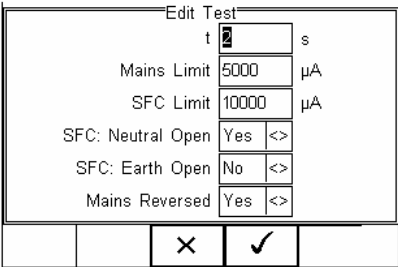 Edit Test
t 2 s
Mains Limit 5000 µA
SFC Limit 10000 µA
SFC: Neutral Open Yes <>
SFC: Earth Open No <>
Mains Reversed Yes <>